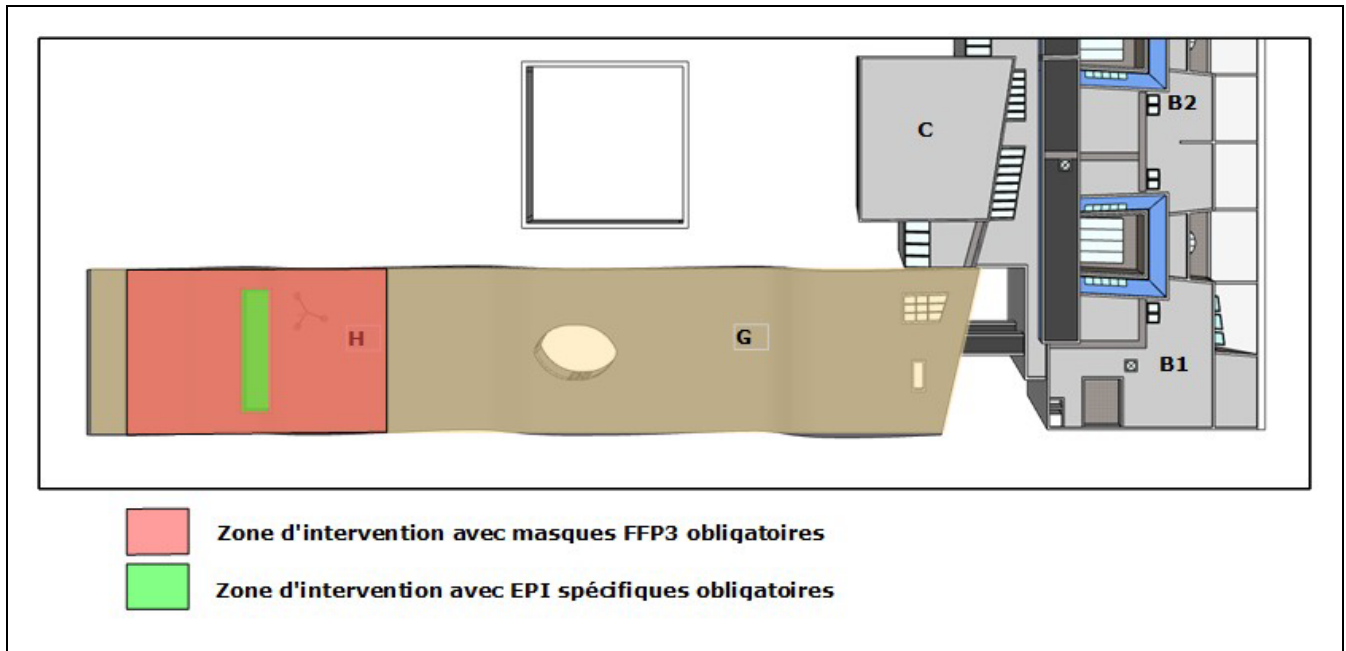 B2
C
H
G
B1
Zone d'intervention avec masques FFP3 obligatoires
Zone d'intervention avec EPI spécifiques obligatoires